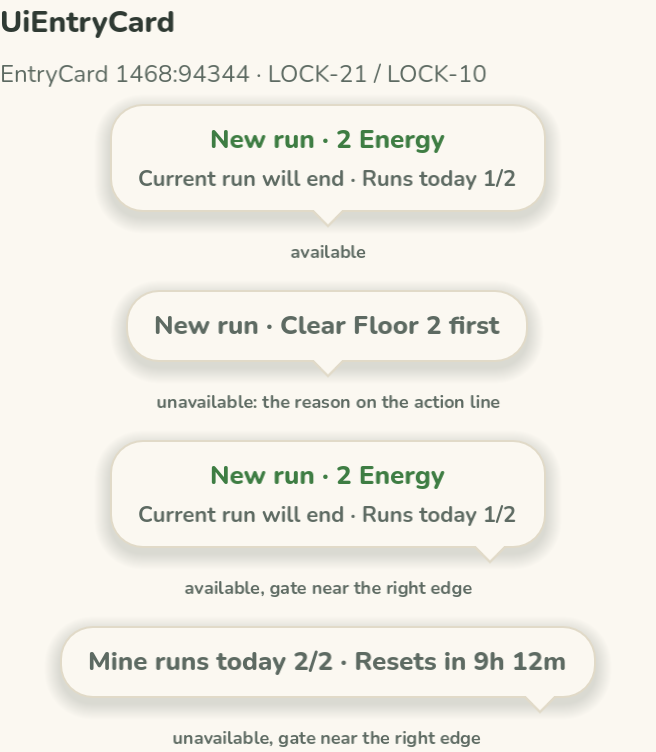 UiEntryCard
EntryCard 1468:94344 · LOCK-21 / LOCK-10
New run · 2 Energy
Current run will end · Runs today 1/2
available
New run · Clear Floor 2 first
unavailable: the reason on the action line
New run · 2 Energy
Current run will end · Runs today 1/2
available, gate near the right edge
Mine runs today 2/2 · Resets in 9h 12m
unavailable, gate near the right edge